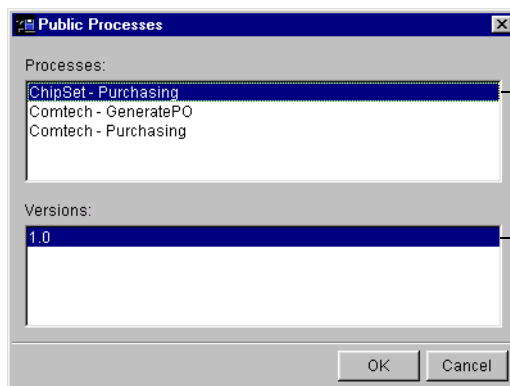 Public Processes
Processes:
ChipSet - Purchasing
Comtech - GeneratePO
Comtech - Purchasing
Versions:
1.0
OK Cancel